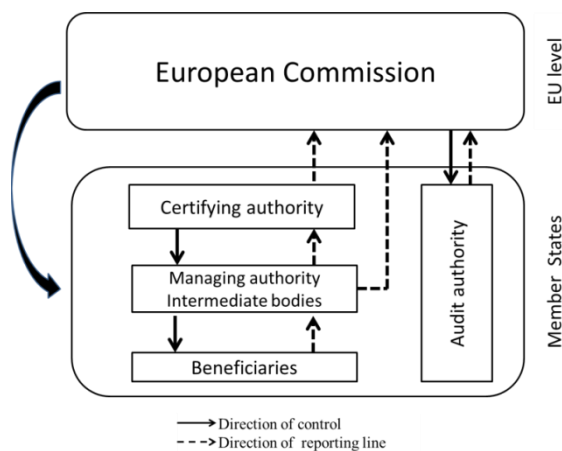 European Commission
EU level
Certifying authority
Managing authority
Intermediate bodies
Beneficiaries
Audit authority
Member States
Direction of control
Direction of reporting line